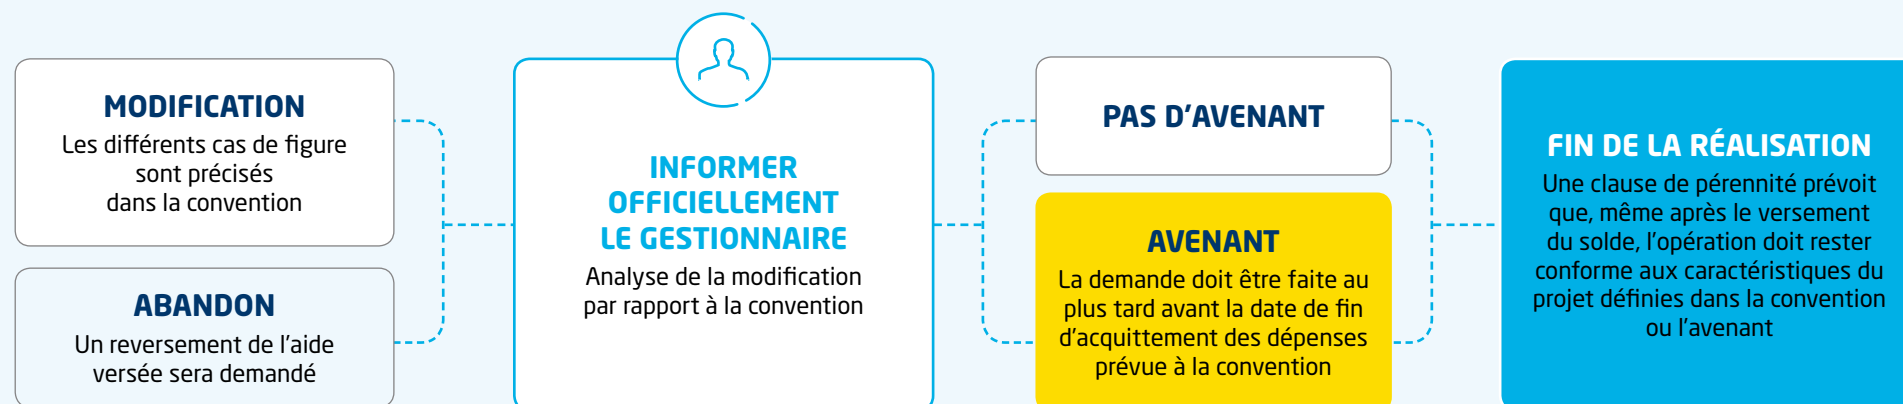 MODIFICATION
Les différents cas de figure
sont précisés
dans la convention
ABANDON
Un reversement de l'aide
versée sera demandé
INFORMER
OFFICIELLEMENT
LE GESTIONNAIRE
Analyse de la modification
par rapport à la convention
PAS D'AVENANT
AVENANT
La demande doit être faite au
plus tard avant la date de fin
d'acquittement des dépenses
prévue à la convention
FIN DE LA RÉALISATION
Une clause de pérennité prévoit
que, même après le versement
du solde, l'opération doit rester
conforme aux caractéristiques du
projet définies dans la convention
ou l'avenant